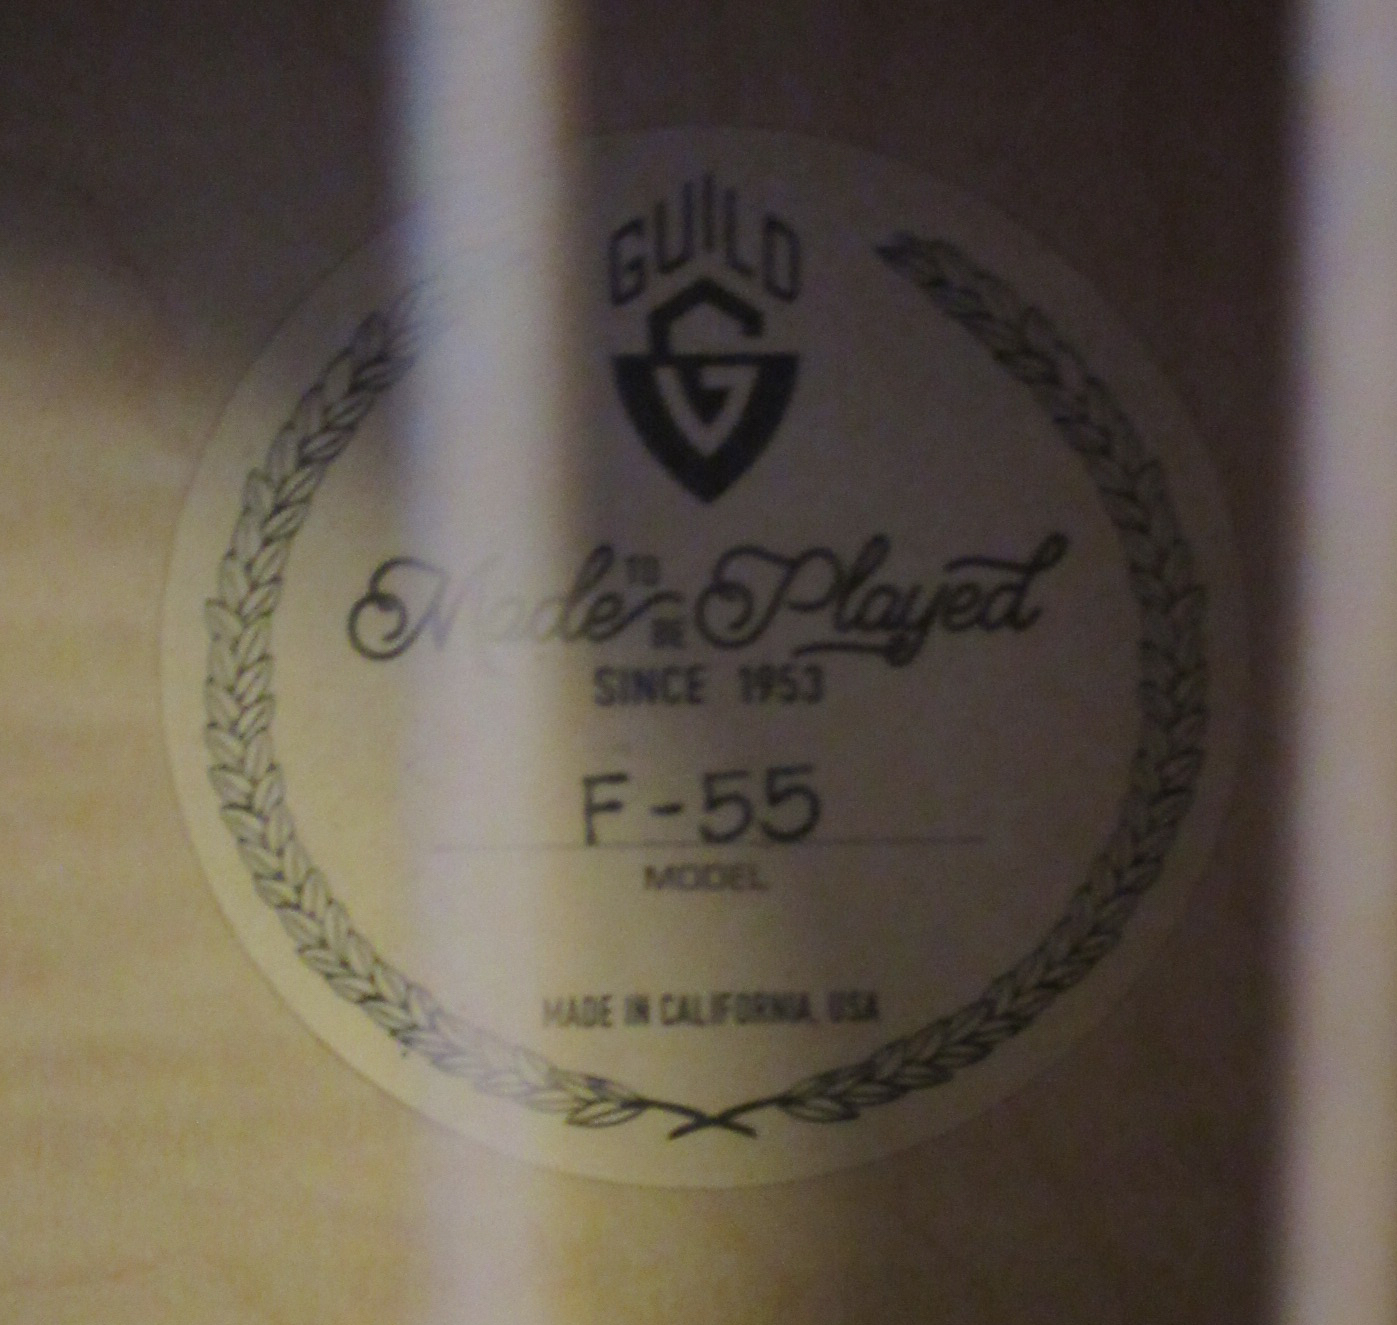 GUILD
G
Made TO BE Played
SINCE 1953
F-55
MODEL
MADE IN CALIFORNIA, USA